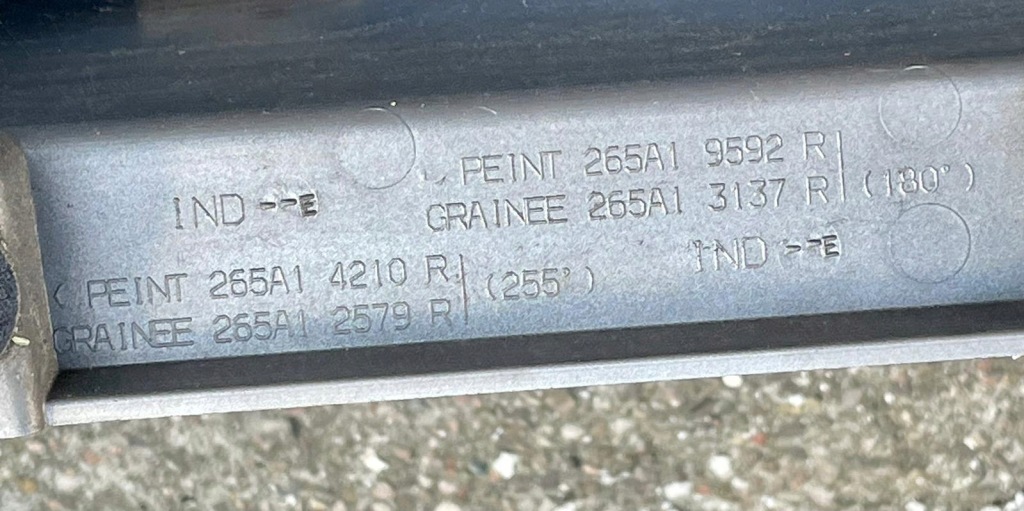 PEINT 265A1 9592 R
GRAINEE 265A1 3137 R (180°)
IND --E
IND --E
PEINT 265A1 4210 R
GRAINEE 265A1 2579 R (255°)